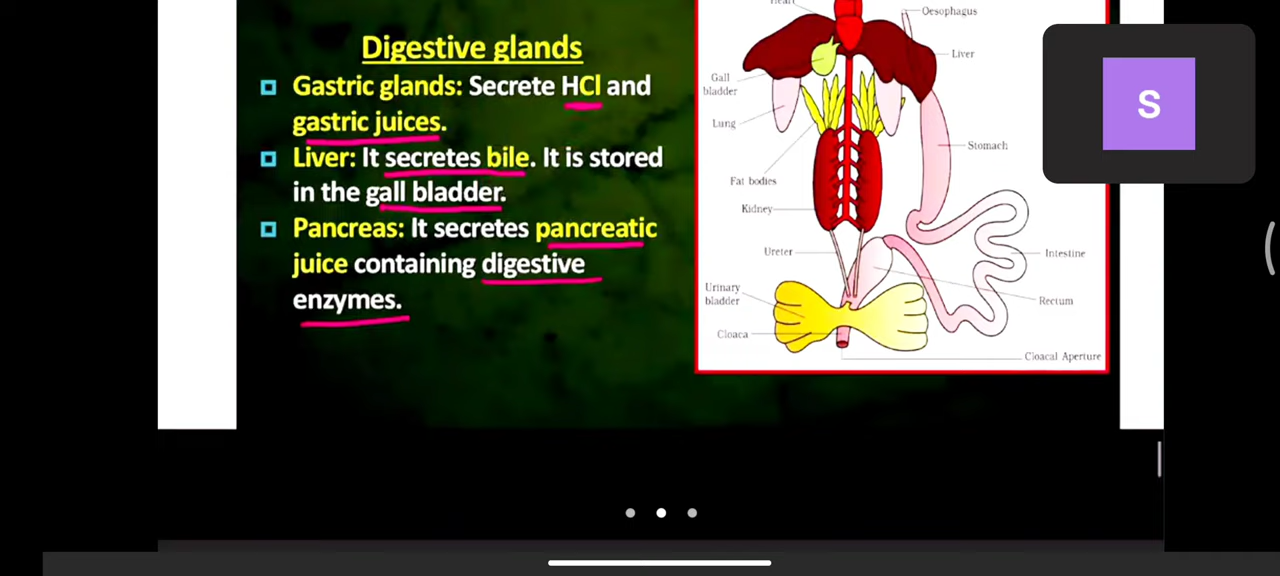 Digestive glands
Gastric glands: Secrete HCl and
gastric juices.
Liver: It secretes bile. It is stored
in the gall bladder.
Pancreas: It secretes pancreatic
juice containing digestive
enzymes.
Heart
Oesophagus
Liver
Gall
bladder
Lung
Stomach
Fat bodies
Kidney
Ureter
Intestine
Urinary
bladder
Rectum
Cloaca
Cloacal Aperture
S